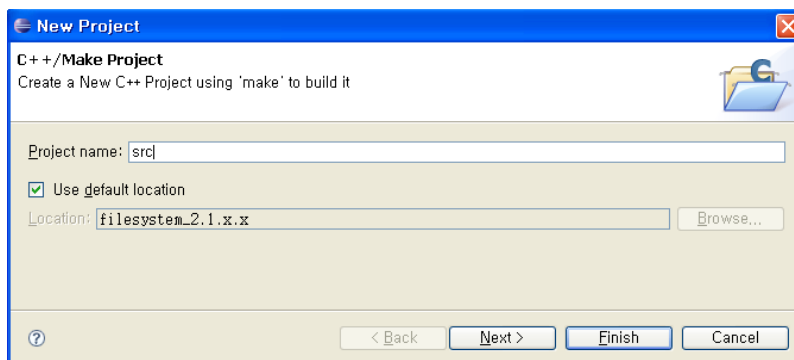 New Project
C++/Make Project
Create a New C++ Project using 'make' to build it
Project name: src
Use default location
Location: filesystem_2.1.x.x Browse...
? < Back Next > Finish Cancel